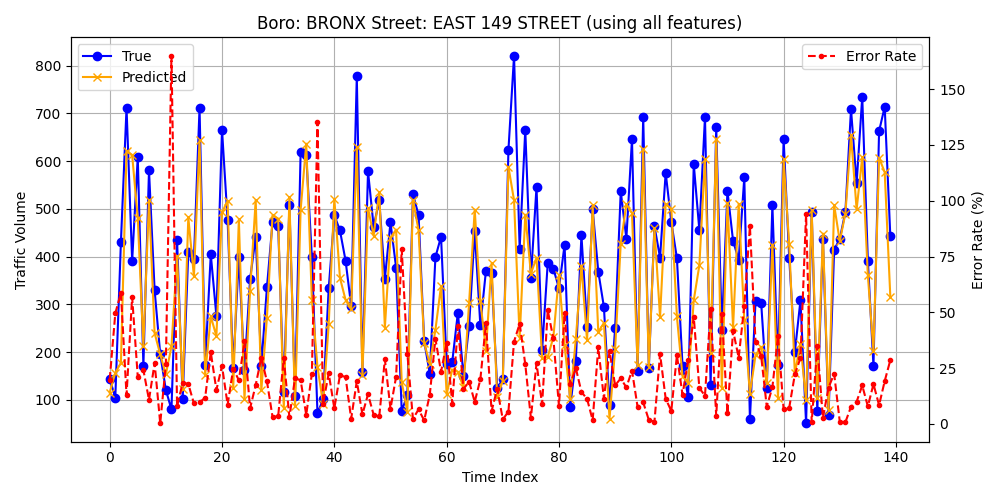 Boro: BRONX Street: EAST 149 STREET (using all features)
True
Predicted
Error Rate
Traffic Volume
800
700
600
500
400
300
200
100
150
125
100
75
50
25
0
Error Rate (%)
0 20 40 60 80 100 120 140
Time Index